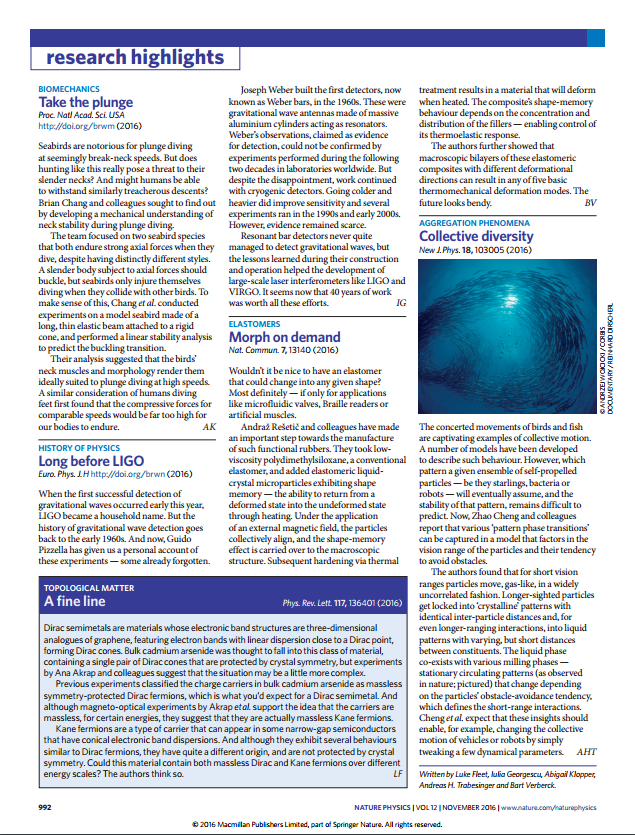 research highlights
BIOMECHANICS
Take the plunge
Proc. Natl Acad. Sci. USA
http://doi.org/brwm (2016)
Seabirds are notorious for plunge diving
at seemingly break-neck speeds. But does
hunting like this really pose a threat to their
slender necks? And might humans be able
to withstand similarly treacherous descents?
Brian Chang and colleagues sought to find out
by developing a mechanical understanding of
neck stability during plunge diving.
The team focused on two seabird species
that both endure strong axial forces when they
dive, despite having distinctly different styles.
A slender body subject to axial forces should
buckle, but seabirds only injure themselves
diving when they collide with other birds. To
make sense of this, Chang et al. conducted
experiments on a model seabird made of a
long, thin elastic beam attached to a rigid
cone, and performed a linear stability analysis
to predict the buckling transition.
Their analysis suggested that the birds'
neck muscles and morphology render them
ideally suited to plunge diving at high speeds.
A similar consideration of humans diving
feet first found that the compressive forces for
comparable speeds would be far too high for
our bodies to endure. AK
HISTORY OF PHYSICS
Long before LIGO
Euro. Phys. J. H http://doi.org/brwn (2016)
When the first successful detection of
gravitational waves occurred early this year,
LIGO became a household name. But the
history of gravitational wave detection goes
back to the early 1960s. And now, Guido
Pizzella has given us a personal account of
these experiments — some already forgotten.
Joseph Weber built the first detectors, now
known as Weber bars, in the 1960s. These were
gravitational wave antennas made of massive
aluminium cylinders acting as resonators.
Weber's observations, claimed as evidence
for detection, could not be confirmed by
experiments performed during the following
two decades in laboratories worldwide. But
despite the disappointment, work continued
with cryogenic detectors. Going colder and
heavier did improve sensitivity and several
experiments ran in the 1990s and early 2000s.
However, evidence remained scarce.
Resonant bar detectors never quite
managed to detect gravitational waves, but
the lessons learned during their construction
and operation helped the development of
large-scale laser interferometers like LIGO and
VIRGO. It seems now that 40 years of work
was worth all these efforts. IG
ELASTOMERS
Morph on demand
Nat. Commun. 7, 13140 (2016)
Wouldn't it be nice to have an elastomer
that could change into any given shape?
Most definitely — if only for applications
like microfluidic valves, Braille readers or
artificial muscles.
Andraž Rešetič and colleagues have made
an important step towards the manufacture
of such functional rubbers. They took low-
viscosity polydimethylsiloxane, a conventional
elastomer, and added elastomeric liquid-
crystal microparticles exhibiting shape
memory — the ability to return from a
deformed state into the undeformed state
through heating. Under the application
of an external magnetic field, the particles
collectively align, and the shape-memory
effect is carried over to the macroscopic
structure. Subsequent hardening via thermal
treatment results in a material that will deform
when heated. The composite's shape-memory
behaviour depends on the concentration and
distribution of the fillers — enabling control of
its thermoelastic response.
The authors further showed that
macroscopic bilayers of these elastomeric
composites with different deformational
directions can result in any of five basic
thermomechanical deformation modes. The
future looks bendy. BV
AGGREGATION PHENOMENA
Collective diversity
New J. Phys. 18, 103005 (2016)
© ANDRZEJ WOJCICKI / CORBIS
DOCUMENTARY / REINHARD DIRSCHERL
The concerted movements of birds and fish
are captivating examples of collective motion.
A number of models have been developed
to describe such behaviour. However, which
pattern a given ensemble of self-propelled
particles — be they starlings, bacteria or
robots — will eventually assume, and the
stability of that pattern, remains difficult to
predict. Now, Zhao Cheng and colleagues
report that various 'pattern phase transitions'
can be captured in a model that factors in the
vision range of the particles and their tendency
to avoid obstacles.
The authors found that for short vision
ranges particles move, gas-like, in a widely
uncorrelated fashion. Longer-sighted particles
get locked into 'crystalline' patterns with
identical inter-particle distances and, for
even longer-ranging interactions, into liquid
patterns with varying, but short distances
between constituents. The liquid phase
co-exists with various milling phases —
stationary circulating patterns (as observed
in nature; pictured) that change depending
on the particles' obstacle-avoidance tendency,
which defines the short-range interactions.
Cheng et al. expect that these insights should
enable, for example, changing the collective
motion of vehicles or robots by simply
tweaking a few dynamical parameters. AHT
TOPOLOGICAL MATTER
A fine line
Phys. Rev. Lett. 117, 136401 (2016)
Dirac semimetals are materials whose electronic band structures are three-dimensional
analogues of graphene, featuring electron bands with linear dispersion close to a Dirac point,
forming Dirac cones. Bulk cadmium arsenide was thought to fall into this class of material,
containing a single pair of Dirac cones that are protected by crystal symmetry, but experiments
by Ana Akrap and colleagues suggest that the situation may be a little more complex.
Previous experiments classified the charge carriers in bulk cadmium arsenide as massless
symmetry-protected Dirac fermions, which is what you'd expect for a Dirac semimetal. And
although magneto-optical experiments by Akrap et al. support the idea that the carriers are
massless, for certain energies, they suggest that they are actually massless Kane fermions.
Kane fermions are a type of carrier that can appear in some narrow-gap semiconductors
that have conical electronic band dispersions. And although they exhibit several behaviours
similar to Dirac fermions, they have quite a different origin, and are not protected by crystal
symmetry. Could this material contain both massless Dirac and Kane fermions over different
energy scales? The authors think so. LF
Written by Luke Fleet, Iulia Georgescu, Abigail Klopper,
Andreas H. Trabesinger and Bart Verberck.
992
NATURE PHYSICS | VOL 12 | NOVEMBER 2016 | www.nature.com/naturephysics
© 2016 Macmillan Publishers Limited, part of Springer Nature. All rights reserved.